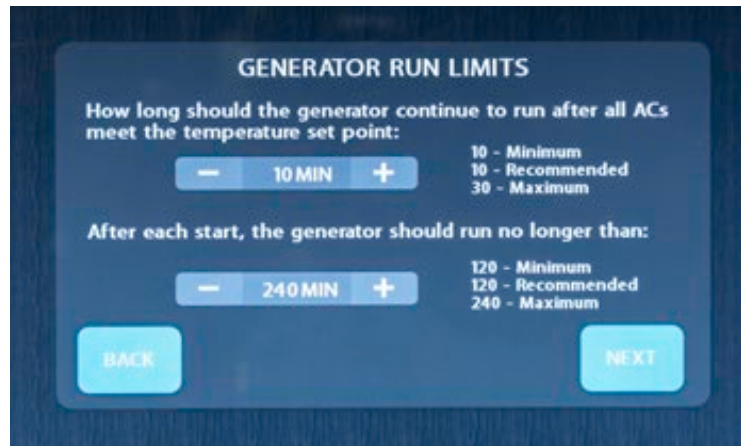 GENERATOR RUN LIMITS
How long should the generator continue to run after all ACs
meet the temperature set point:
10 - Minimum
— 10 MIN + 10 - Recommended
30 - Maximum
After each start, the generator should run no longer than:
120 - Minimum
— 240 MIN + 120 - Recommended
240 - Maximum
BACK NEXT